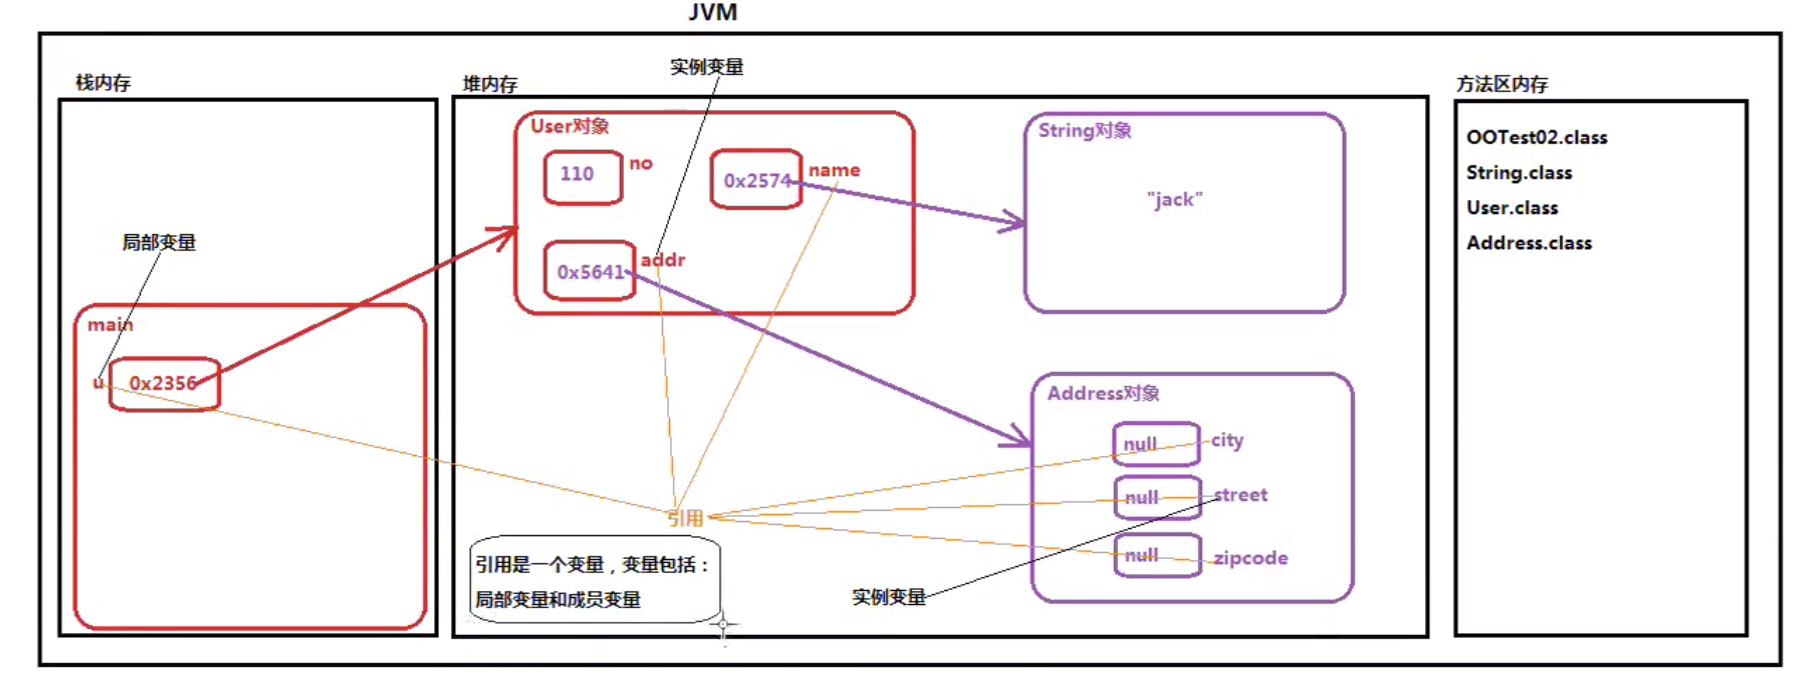 JVM
栈内存
局部变量
main
u
0x2356
堆内存
实例变量
User对象
110
no
0x2574
name
0x5641
addr
String对象
"jack"
Address对象
null
city
null
street
null
zipcode
引用
引用是一个变量，变量包括：
局部变量和成员变量
实例变量
方法区内存
OOTest02.class
String.class
User.class
Address.class